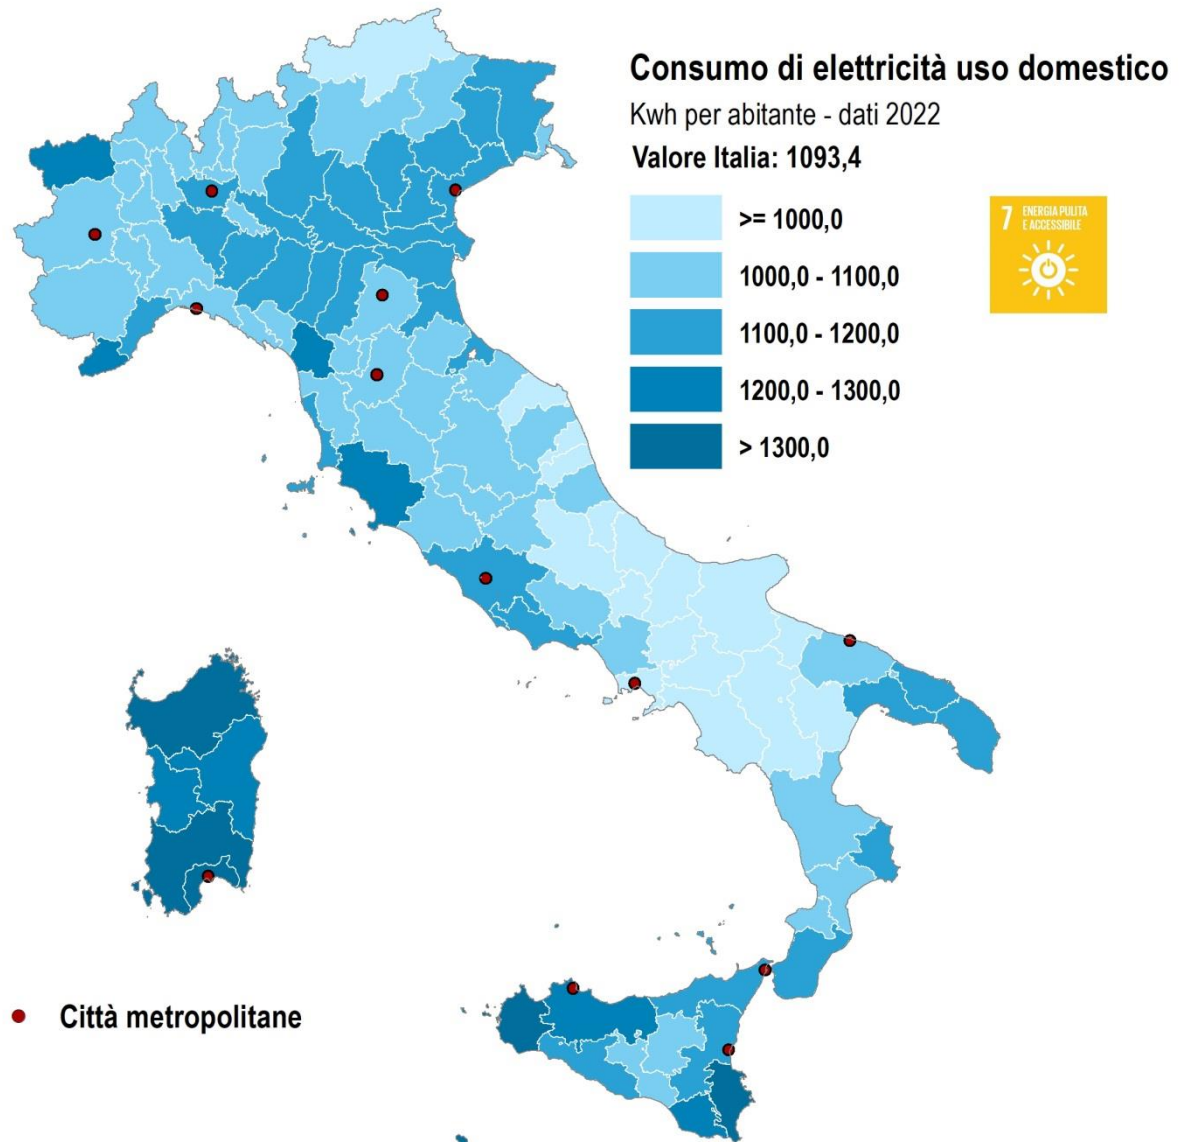 Consumo di elettricità uso domestico
Kwh per abitante - dati 2022
Valore Italia: 1093,4
>= 1000,0
1000,0 - 1100,0
1100,0 - 1200,0
1200,0 - 1300,0
> 1300,0
7 ENERGIA PULITA
E ACCESSIBILE
Città metropolitane